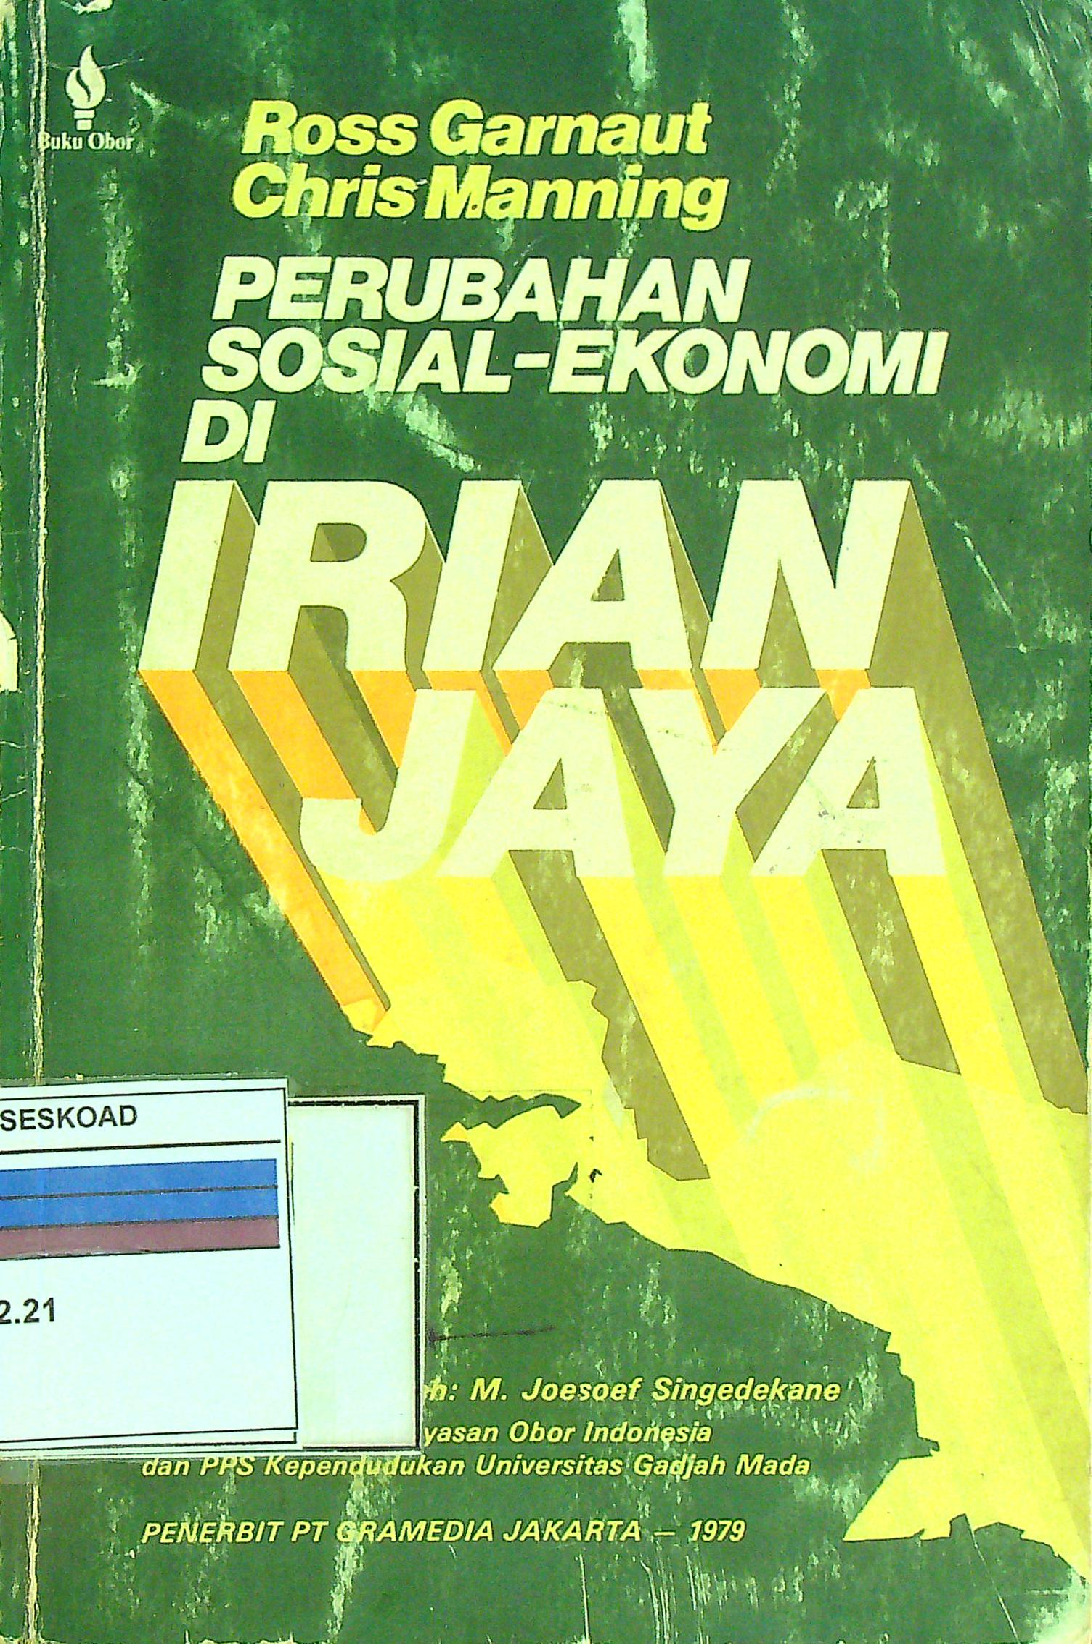 Buku Obor
Ross Garnaut
Chris Manning
PERUBAHAN
SOSIAL-EKONOMI
DI
IRIAN
JAYA
SESKOAD
2.21
h: M. Joesoef Singedekane
yasan Obor Indonesia
dan PPS Kependudukan Universitas Gadjah Mada
PENERBIT PT GRAMEDIA JAKARTA — 1979